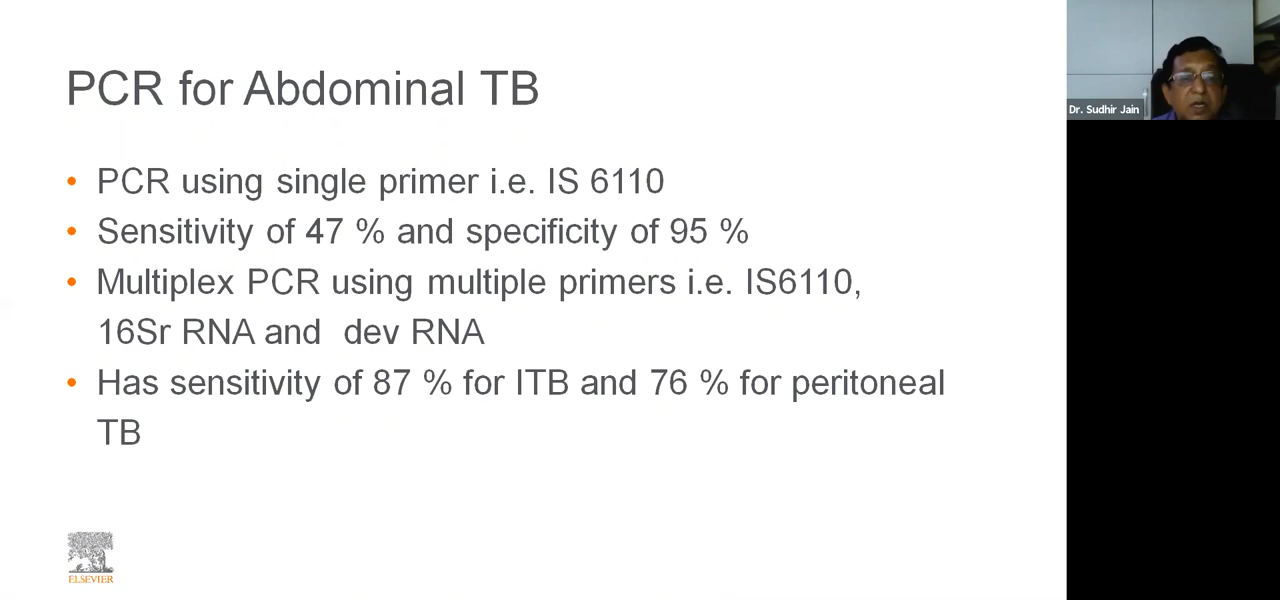 PCR for Abdominal TB
• PCR using single primer i.e. IS 6110
• Sensitivity of 47 % and specificity of 95 %
• Multiplex PCR using multiple primers i.e. IS6110,
16Sr RNA and dev RNA
• Has sensitivity of 87 % for ITB and 76 % for peritoneal
TB
ELSEVIER
Dr. Sudhir Jain